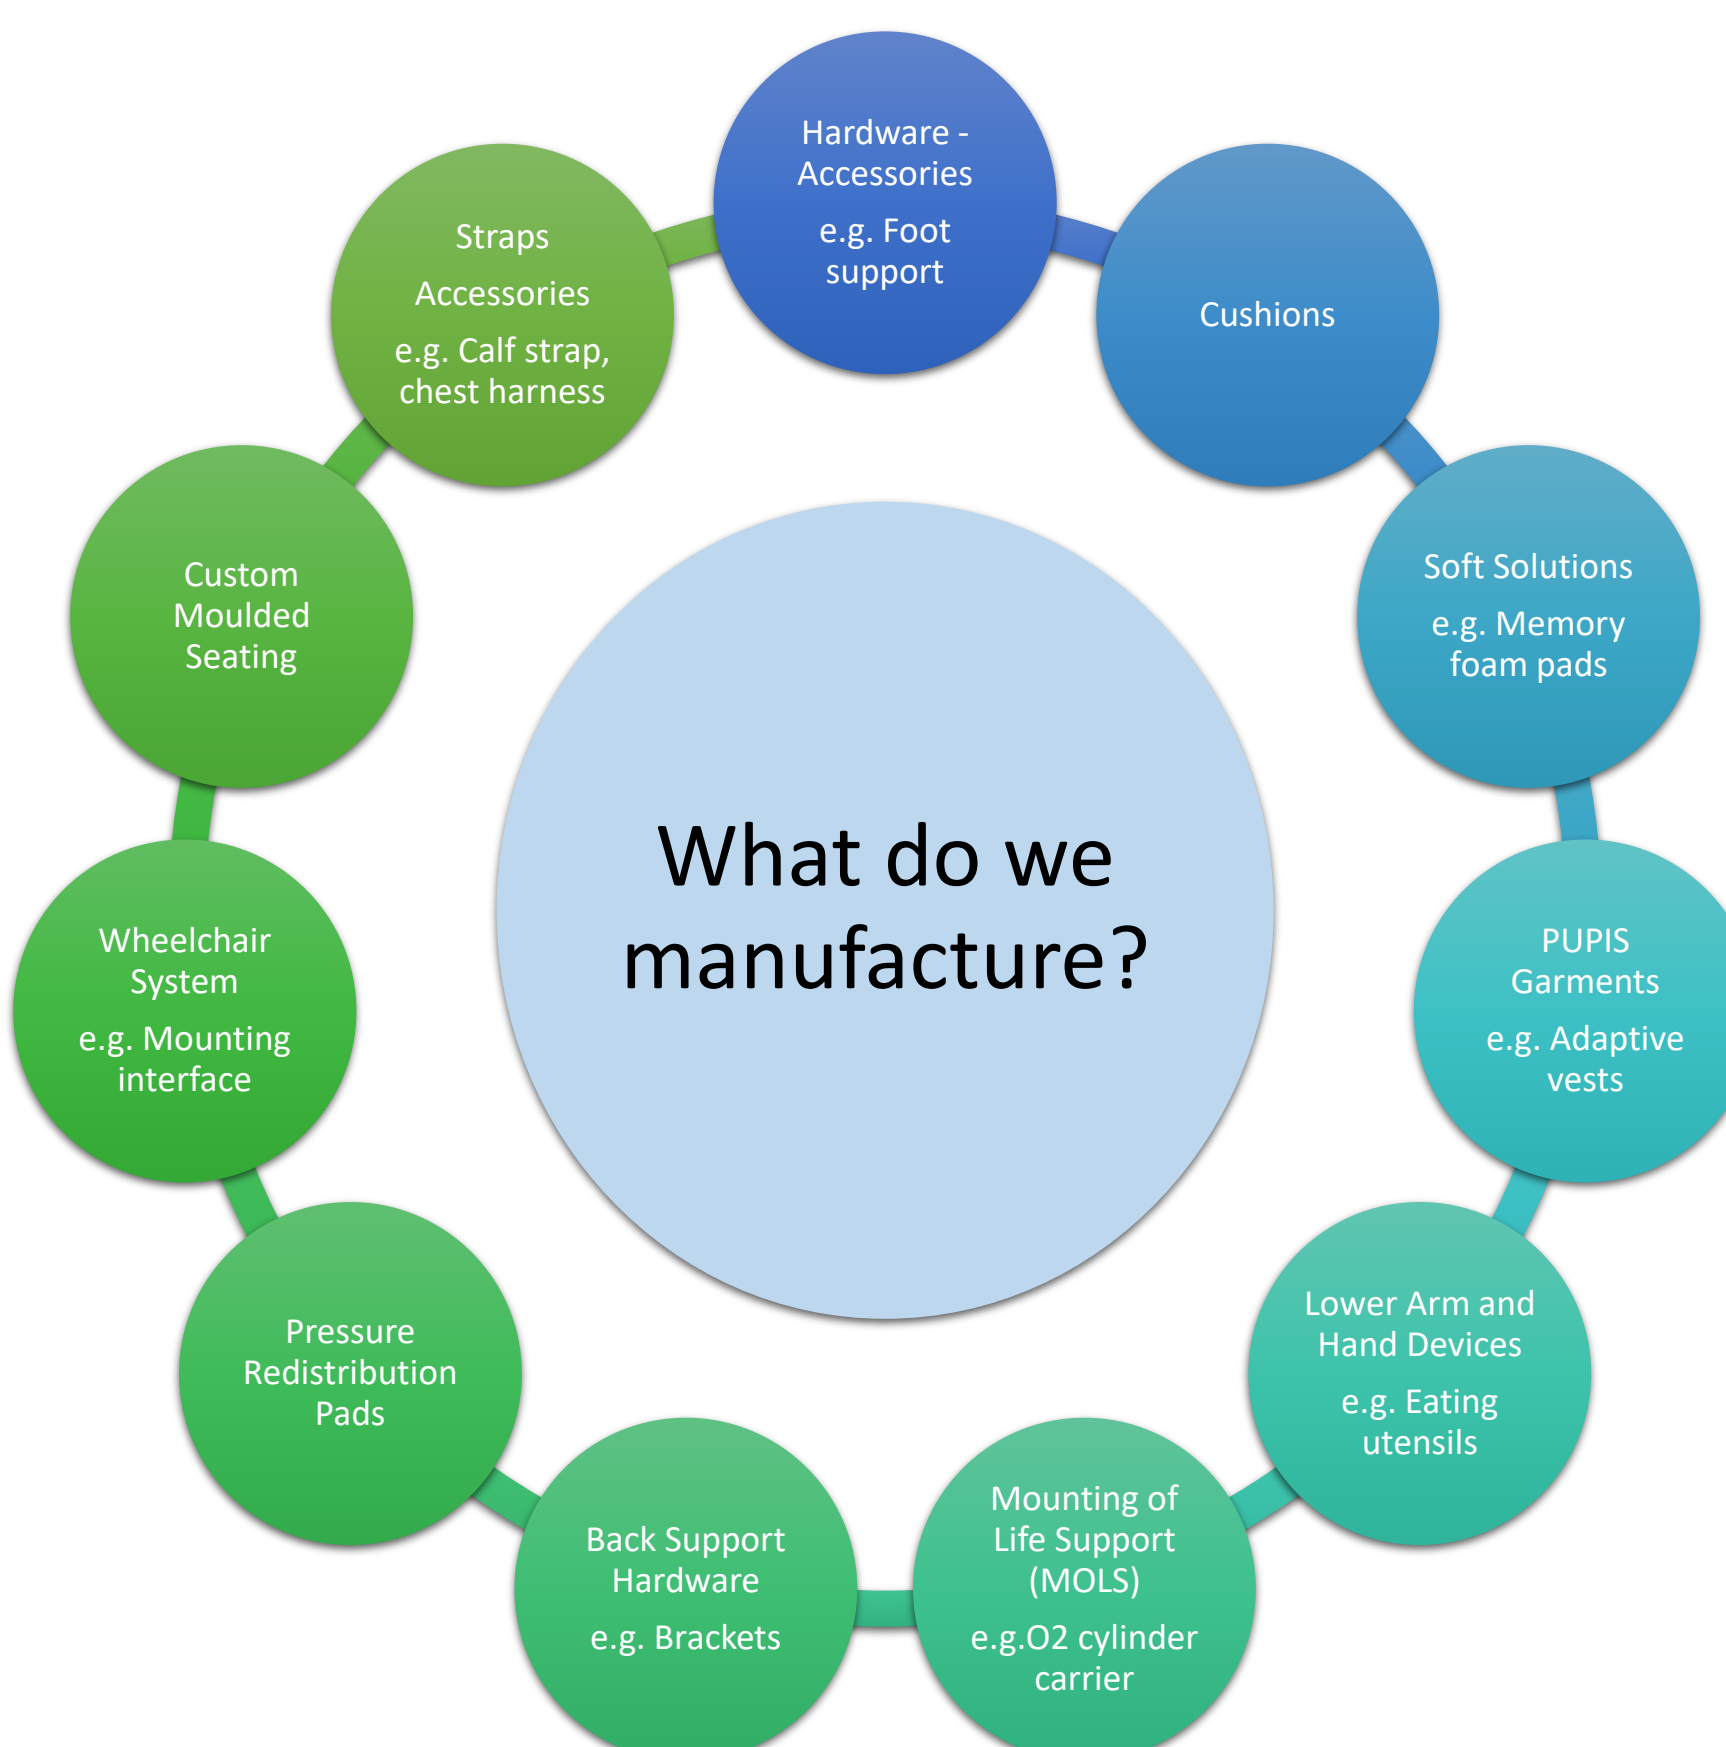 Hardware -
Accessories
e.g. Foot
support
Cushions
Soft Solutions
e.g. Memory
foam pads
PUPIS
Garments
e.g. Adaptive
vests
Lower Arm and
Hand Devices
e.g. Eating
utensils
Mounting of
Life Support
(MOLS)
e.g.O2 cylinder
carrier
Back Support
Hardware
e.g. Brackets
Pressure
Redistribution
Pads
Wheelchair
System
e.g. Mounting
interface
Custom
Moulded
Seating
Straps
Accessories
e.g. Calf strap,
chest harness
What do we
manufacture?